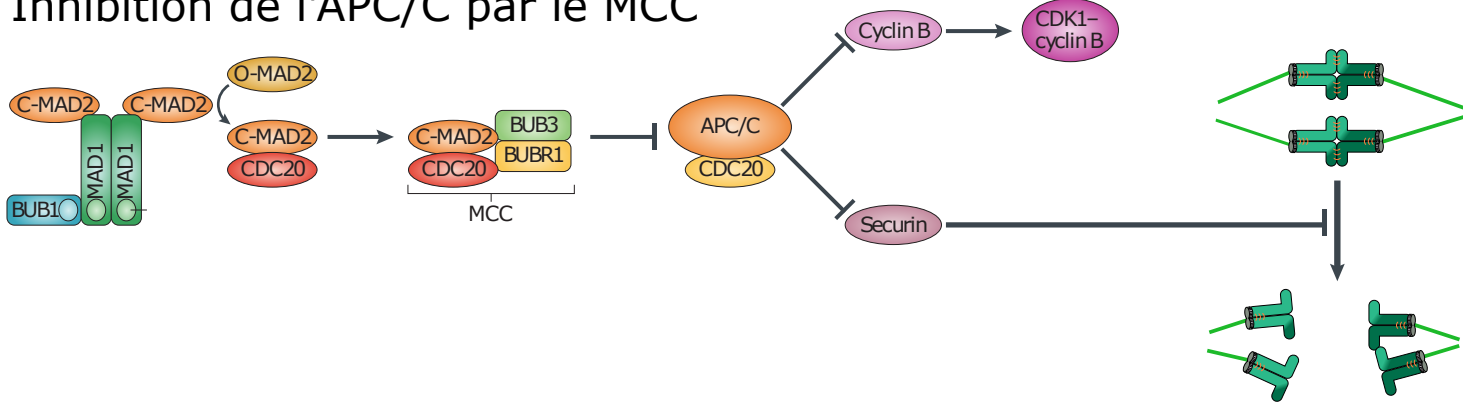 Inhibition de l'APC/C par le MCC
C-MAD2
C-MAD2
O-MAD2
MAD1
MAD1
BUB1
C-MAD2
CDC20
C-MAD2
BUB3
CDC20
BUBR1
MCC
APC/C
CDC20
Cyclin B
CDK1–
cyclin B
Securin